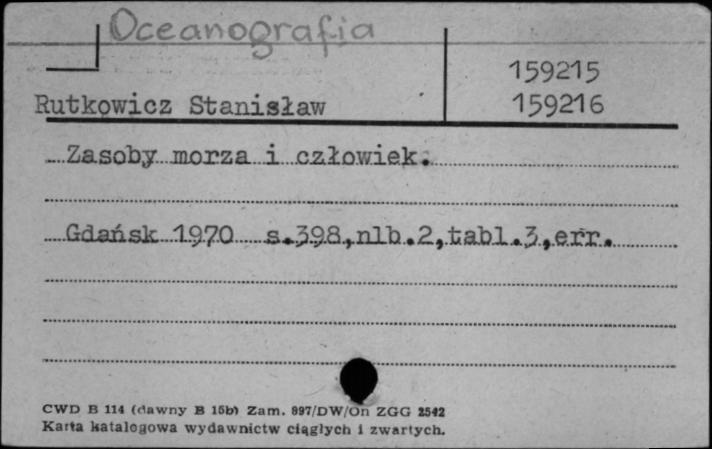 Oceanografia
159215
Rutkowicz Stanisław 159216
Zasoby morza i człowiek.
Gdańsk 1970 s.398,nlb.2,tabl.3,err.
CWD B 114 (dawny B 15b) Zam. 897/DW/On ZGG 2542
Karta katalogowa wydawnictw ciągłych i zwartych.